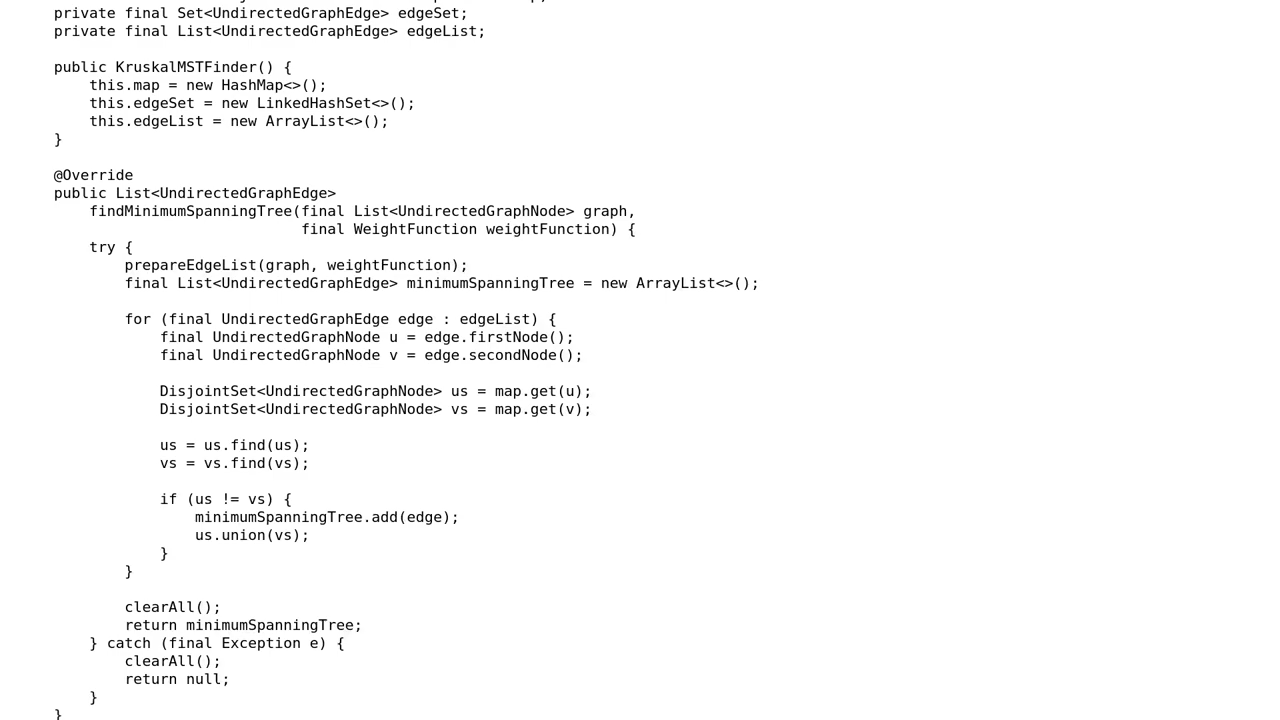 private final Set<UndirectedGraphEdge> edgeSet;
private final List<UndirectedGraphEdge> edgeList;
public KruskalMSTFinder() {
this.map = new HashMap<>();
this.edgeSet = new LinkedHashSet<>();
this.edgeList = new ArrayList<>();
}
@Override
public List<UndirectedGraphEdge>
findMinimumSpanningTree(final List<UndirectedGraphNode> graph,
final WeightFunction weightFunction) {
try {
prepareEdgeList(graph, weightFunction);
final List<UndirectedGraphEdge> minimumSpanningTree = new ArrayList<>();
for (final UndirectedGraphEdge edge : edgeList) {
final UndirectedGraphNode u = edge.firstNode();
final UndirectedGraphNode v = edge.secondNode();
DisjointSet<UndirectedGraphNode> us = map.get(u);
DisjointSet<UndirectedGraphNode> vs = map.get(v);
us = us.find(us);
vs = vs.find(vs);
if (us != vs) {
minimumSpanningTree.add(edge);
us.union(vs);
}
}
clearAll();
return minimumSpanningTree;
} catch (final Exception e) {
clearAll();
return null;
}
}